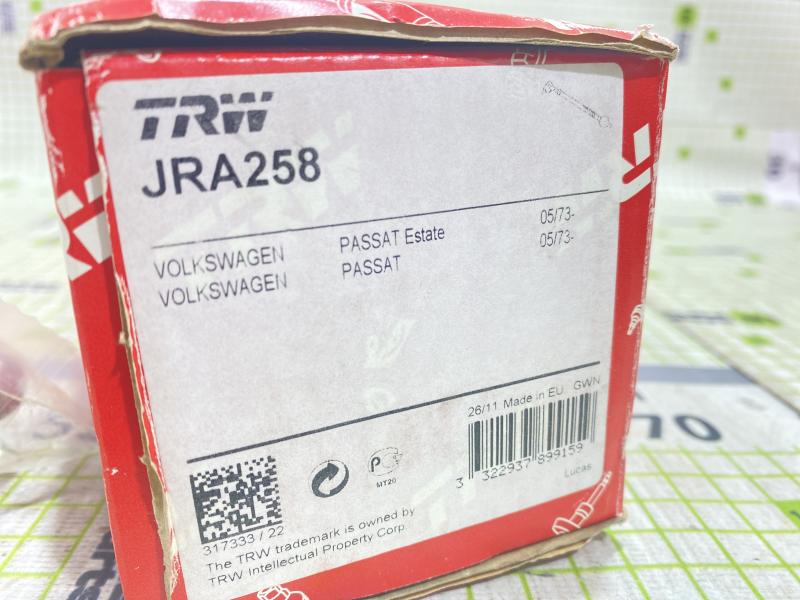 TRW
JRA258
VOLKSWAGEN PASSAT Estate 05/73-
VOLKSWAGEN PASSAT 05/73-
26/11 Made in EU GWN
3 322937 899159
Lucas
MT20
317333 / 22
The TRW trademark is owned by
TRW Intellectual Property Corp.
70